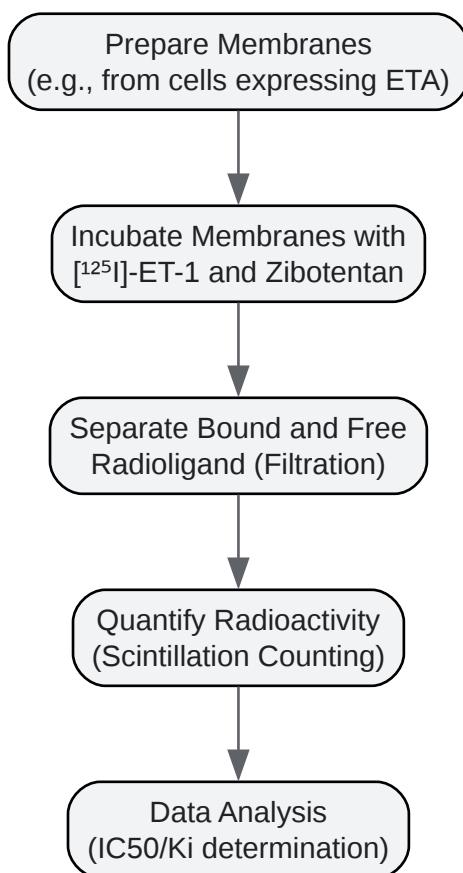 Prepare Membranes
(e.g., from cells expressing ETA)
Incubate Membranes with
[¹²⁵I]-ET-1 and Zibotentan
Separate Bound and Free
Radioligand (Filtration)
Quantify Radioactivity
(Scintillation Counting)
Data Analysis
(IC50/Ki determination)